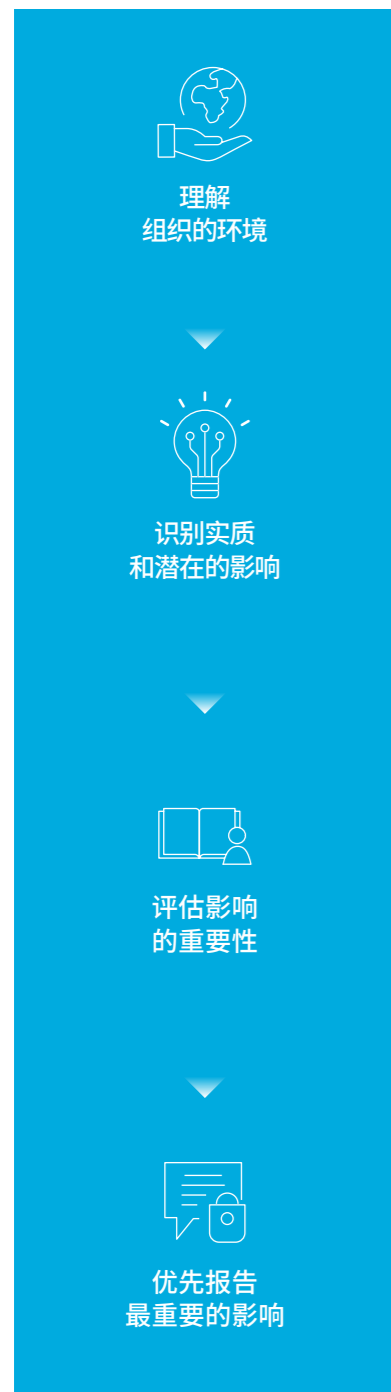 理解
组织的环境
识别实质
和潜在的影响
评估影响
的重要性
优先报告
最重要的影响